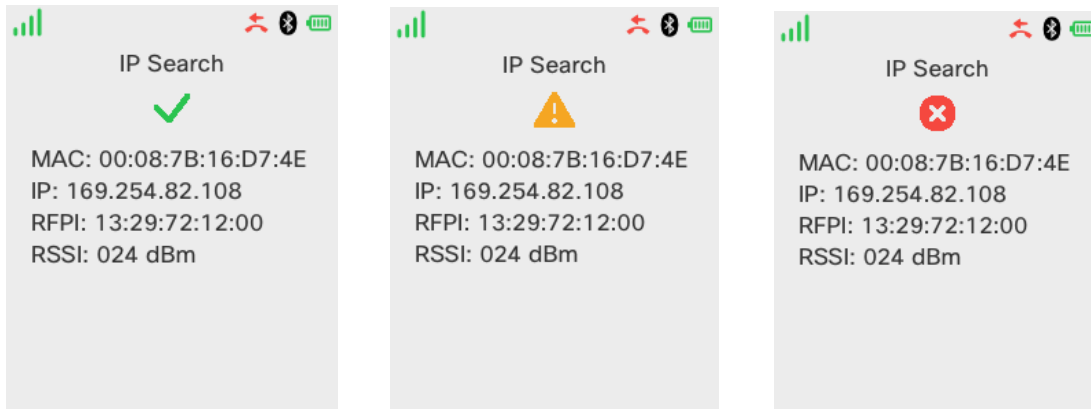 IP Search
MAC: 00:08:7B:16:D7:4E
IP: 169.254.82.108
RFPI: 13:29:72:12:00
RSSI: 024 dBm
IP Search
MAC: 00:08:7B:16:D7:4E
IP: 169.254.82.108
RFPI: 13:29:72:12:00
RSSI: 024 dBm
IP Search
MAC: 00:08:7B:16:D7:4E
IP: 169.254.82.108
RFPI: 13:29:72:12:00
RSSI: 024 dBm